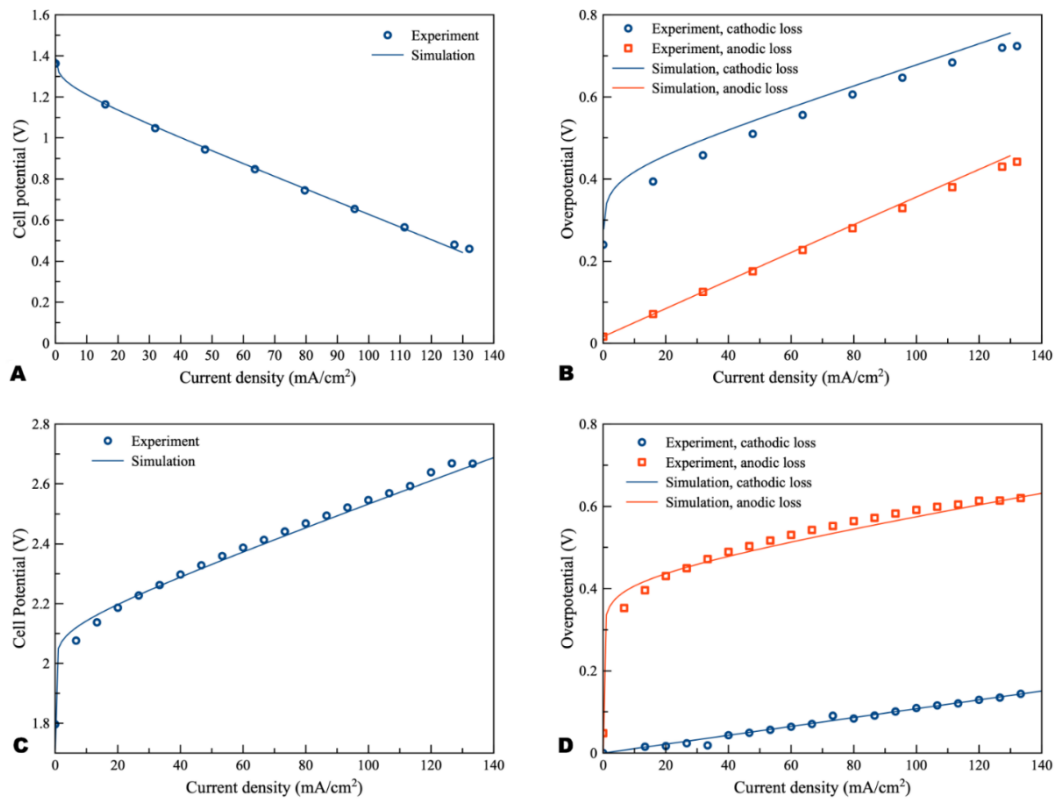 1.6
1.4
1.2
1
0.8
0.6
0.4
0.2
0
Cell potential (V)
Experiment
Simulation
0 10 20 30 40 50 60 70 80 90 100 110 120 130 140
Current density (mA/cm²)
A
0.8
0.6
0.4
0.2
0
Overpotential (V)
Experiment, cathodic loss
Experiment, anodic loss
Simulation, cathodic loss
Simulation, anodic loss
0 20 40 60 80 100 120 140
Current density (mA/cm²)
B
2.8
2.6
2.4
2.2
2
1.8
Cell Potential (V)
Experiment
Simulation
0 20 40 60 80 100 120 140
Current density (mA/cm²)
C
0.8
0.6
0.4
0.2
0
Overpotential (V)
Experiment, cathodic loss
Experiment, anodic loss
Simulation, cathodic loss
Simulation, anodic loss
0 20 40 60 80 100 120 140
Current density (mA/cm²)
D